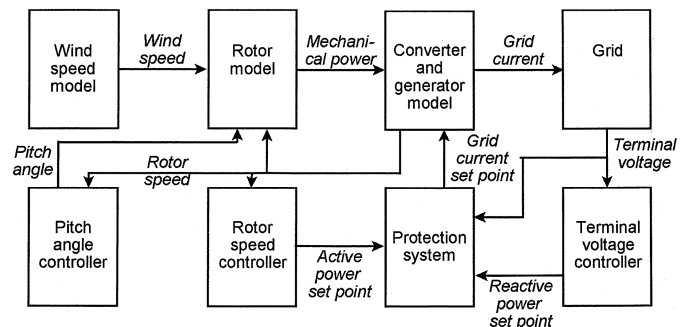 Wind
speed
model
Wind
speed
Rotor
model
Mechani-
cal power
Converter
and
generator
model
Grid
current
Grid
Pitch
angle
Rotor
speed
Grid
current
set point
Terminal
voltage
Pitch
angle
controller
Rotor
speed
controller
Active
power
set point
Protection
system
Reactive
power
set point
Terminal
voltage
controller